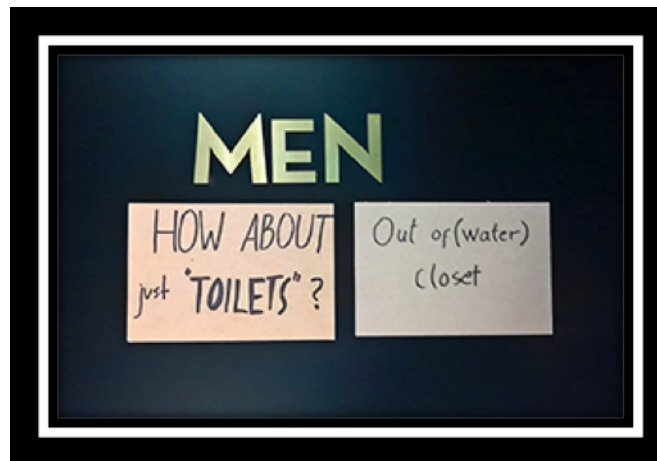 MEN
HOW ABOUT
just "TOILETS"?
Out of (water)
closet